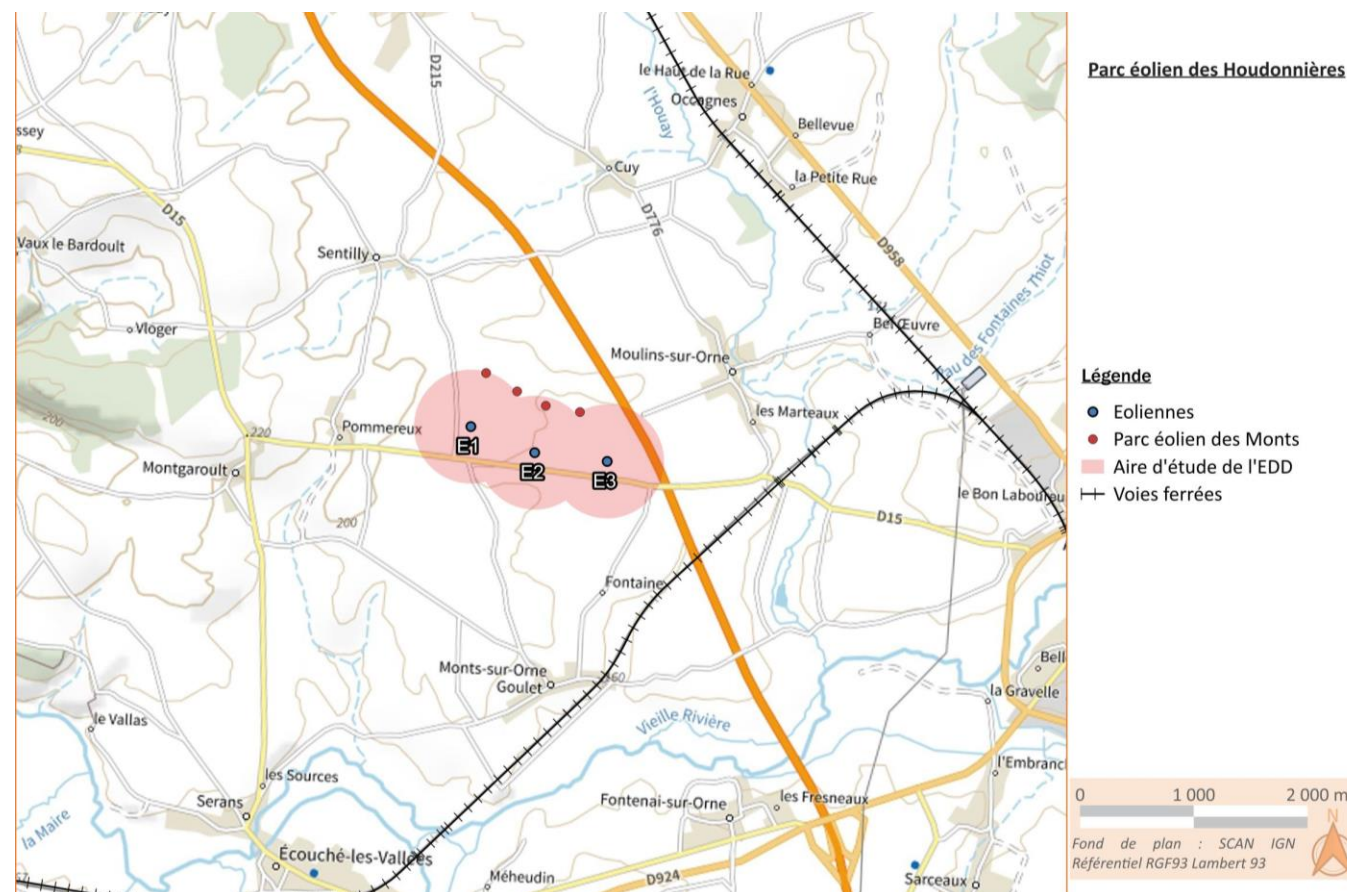 D215
le Haut de la Rue
Occagnes
l'Houay
Bellevue
ssey
Cuy
la Petite Rue
D15
D776
D958
Vaux le Bardoult
Sentilly
Vloger
Bel Œuvre
Moulins-sur-Orne
les Marteaux
200
220
Pommereux
Montgaroult
E1
E2
E3
le Bon Laboureu
D15
200
Fontaine
Monts-sur-Orne
Goulet
Bell
la Gravelle
le Vallas
Vieille Rivière
l'Embranc
les Sources
Serans
Fontenai-sur-Orne
les Fresneaux
la Maire
Écouché-les-Vallées
Méheudin
D924
Sarceaux
Parc éolien des Houdonnières
Légende
Eoliennes
Parc éolien des Monts
Aire d'étude de l'EDD
Voies ferrées
0 1 000 2 000 m
N
Fond de plan : SCAN IGN
Référentiel RGF93 Lambert 93